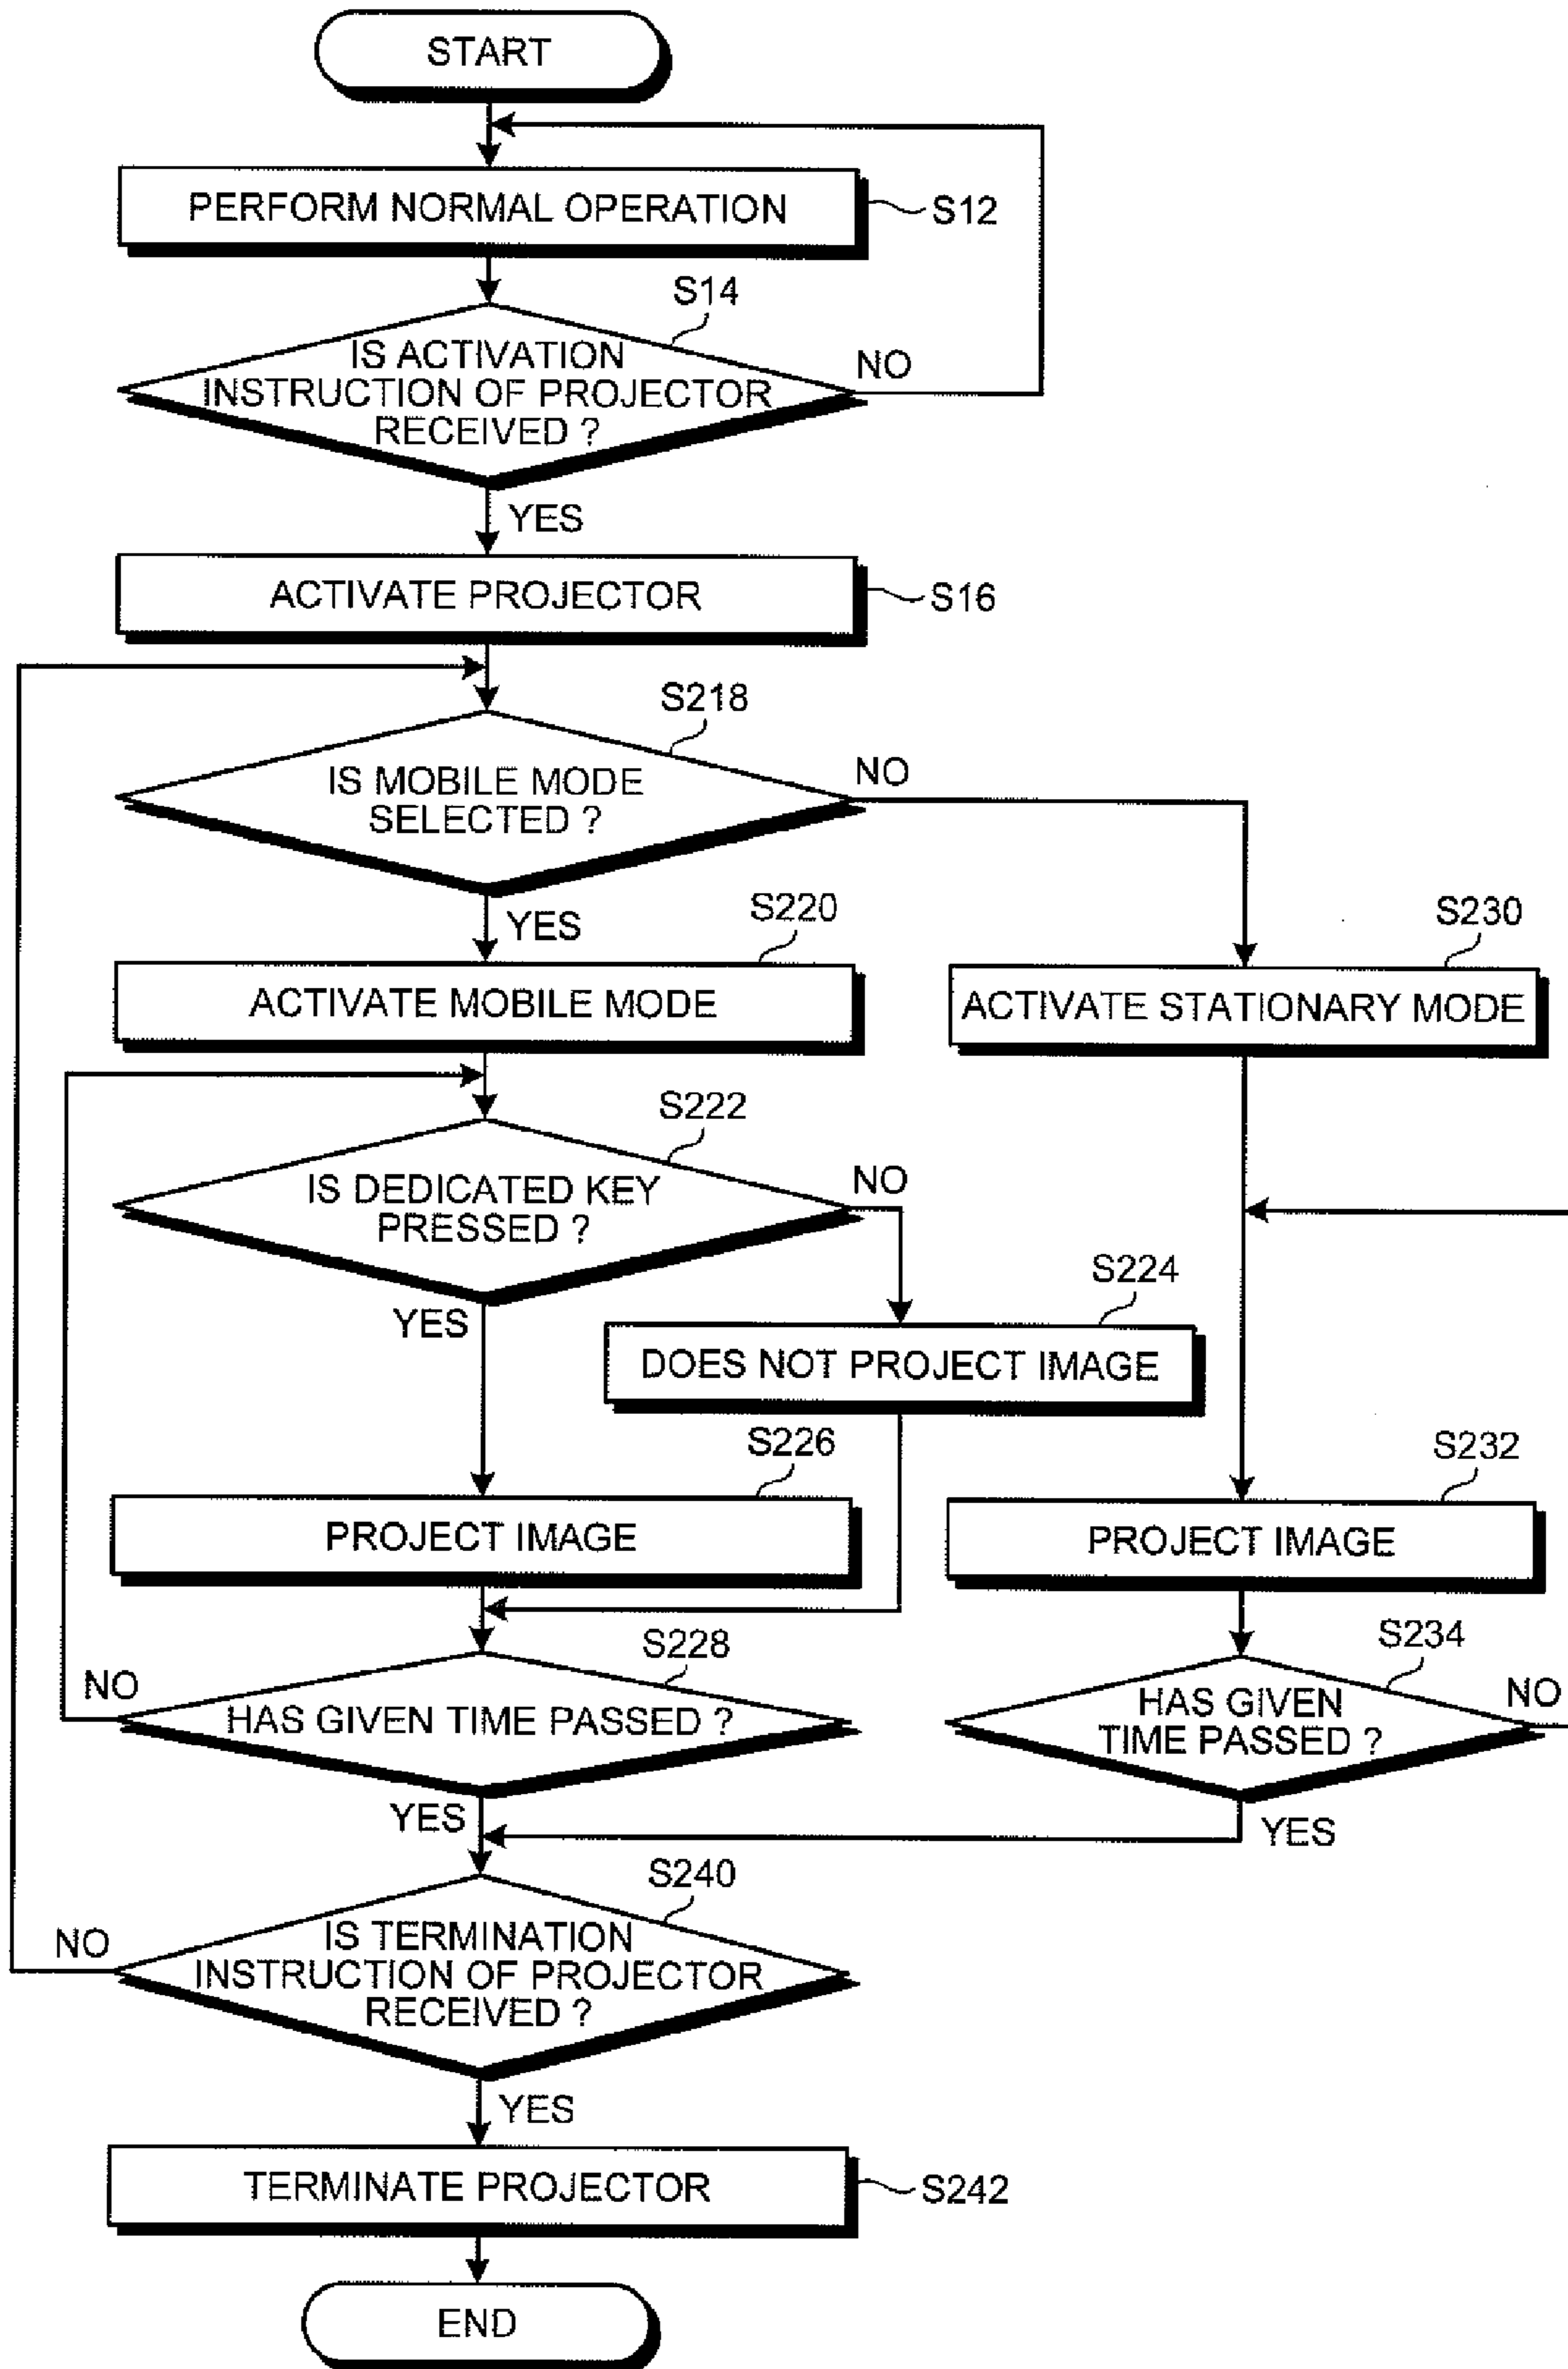 START
PERFORM NORMAL OPERATION
S12
S14
IS ACTIVATION
INSTRUCTION OF PROJECTOR
RECEIVED ?
NO
YES
ACTIVATE PROJECTOR
S16
S218
IS MOBILE MODE
SELECTED ?
NO
YES
S220
ACTIVATE MOBILE MODE
S230
ACTIVATE STATIONARY MODE
S222
IS DEDICATED KEY
PRESSED ?
NO
YES
S224
DOES NOT PROJECT IMAGE
S226
PROJECT IMAGE
S232
PROJECT IMAGE
S228
HAS GIVEN TIME PASSED ?
NO
YES
S234
HAS GIVEN
TIME PASSED ?
NO
YES
S240
IS TERMINATION
INSTRUCTION OF PROJECTOR
RECEIVED ?
NO
YES
TERMINATE PROJECTOR
S242
END